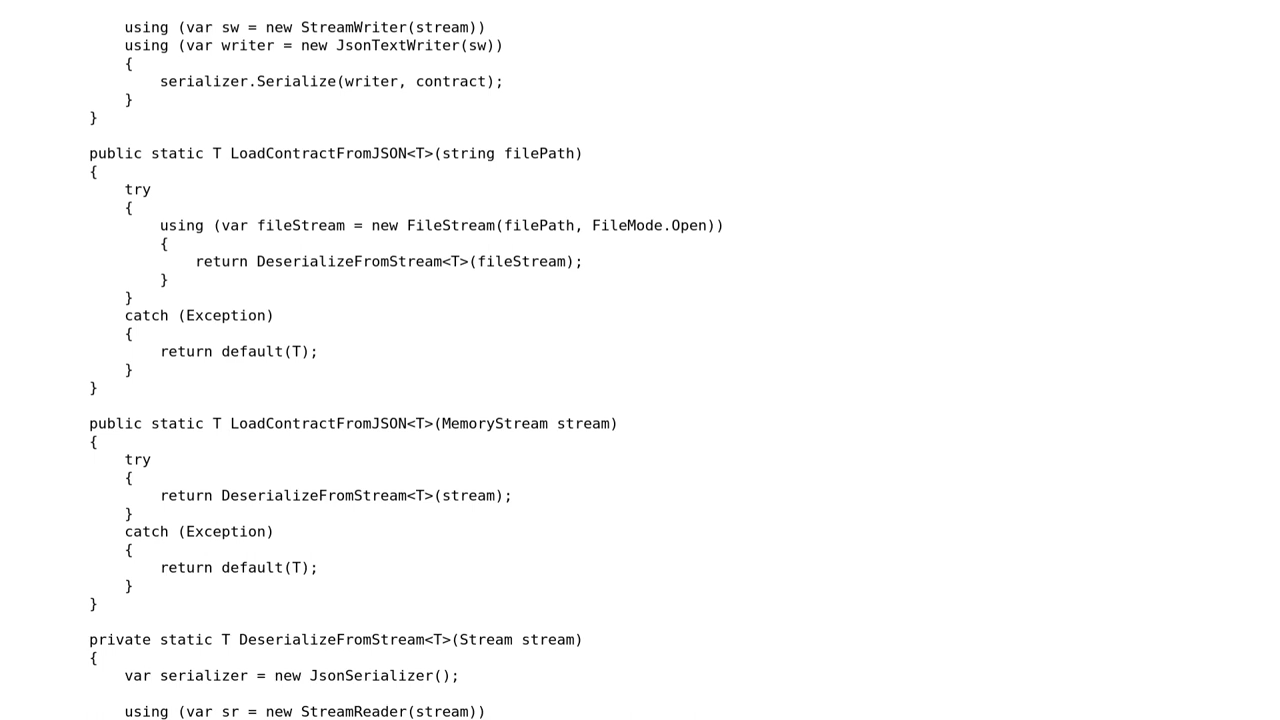 using (var sw = new StreamWriter(stream))
using (var writer = new JsonTextWriter(sw))
{
serializer.Serialize(writer, contract);
}
}
public static T LoadContractFromJSON<T>(string filePath)
{
try
{
using (var fileStream = new FileStream(filePath, FileMode.Open))
{
return DeserializeFromStream<T>(fileStream);
}
}
catch (Exception)
{
return default(T);
}
}
public static T LoadContractFromJSON<T>(MemoryStream stream)
{
try
{
return DeserializeFromStream<T>(stream);
}
catch (Exception)
{
return default(T);
}
}
private static T DeserializeFromStream<T>(Stream stream)
{
var serializer = new JsonSerializer();
using (var sr = new StreamReader(stream))